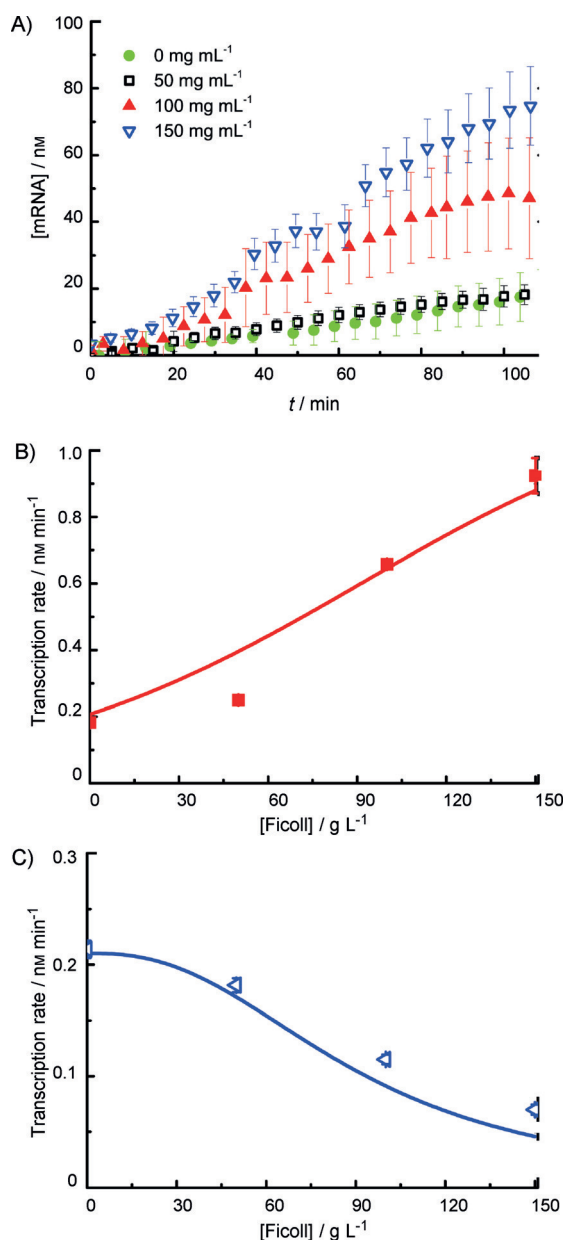 A)
100
80
60
40
20
0
[mRNA] / nM
0 mg mL⁻¹
50 mg mL⁻¹
100 mg mL⁻¹
150 mg mL⁻¹
0 20 40 60 80 100
t / min
B)
1.0
0.8
0.6
0.4
0.2
0
Transcription rate / nM min⁻¹
0 30 60 90 120 150
[Ficoll] / g L⁻¹
C)
0.3
0.2
0.1
0
Transcription rate / nM min⁻¹
0 30 60 90 120 150
[Ficoll] / g L⁻¹